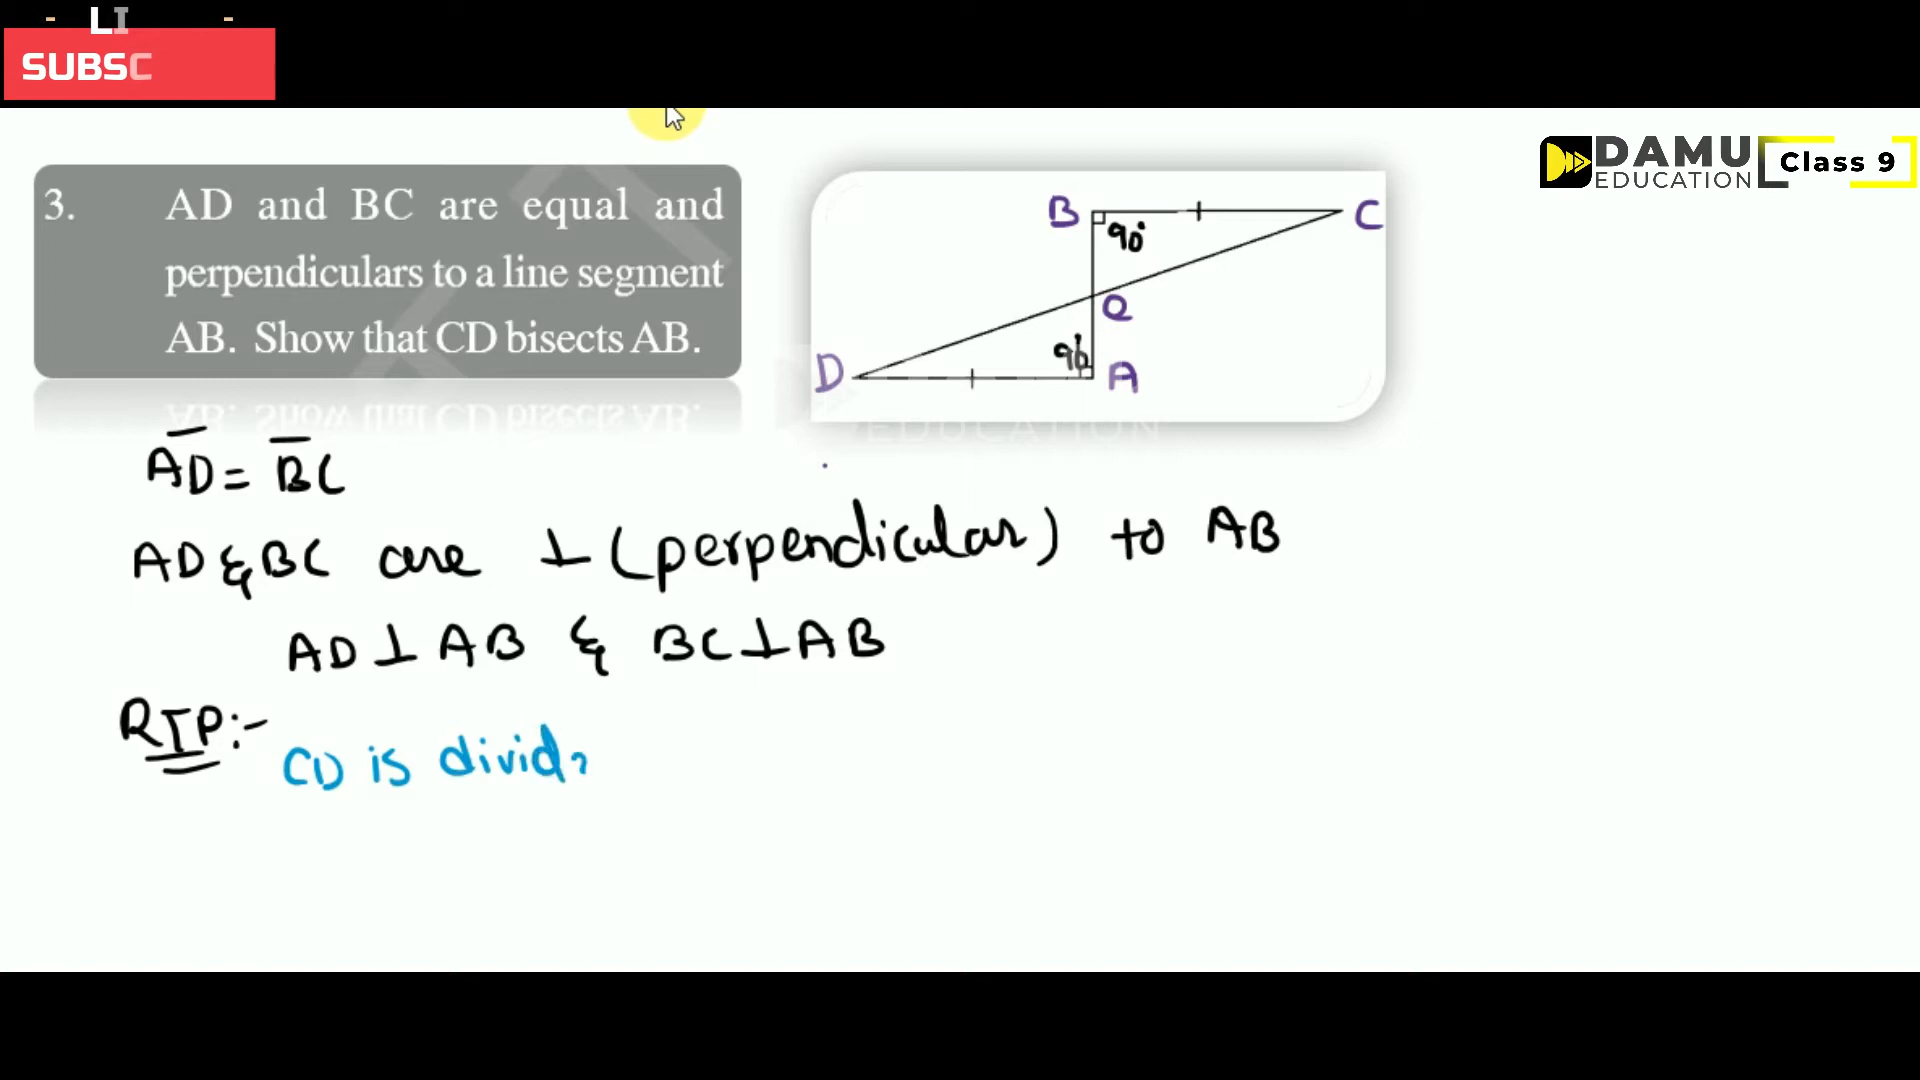 LI
SUBSC
DAMU
EDUCATION
Class 9
3. AD and BC are equal and
perpendiculars to a line segment
AB. Show that CD bisects AB.
B
C
90°
O
90°
D
A
AD = BC
AD & BC are ⊥ (perpendicular) to AB
AD ⊥ AB & BC ⊥ AB
RTP:-
CD is divid